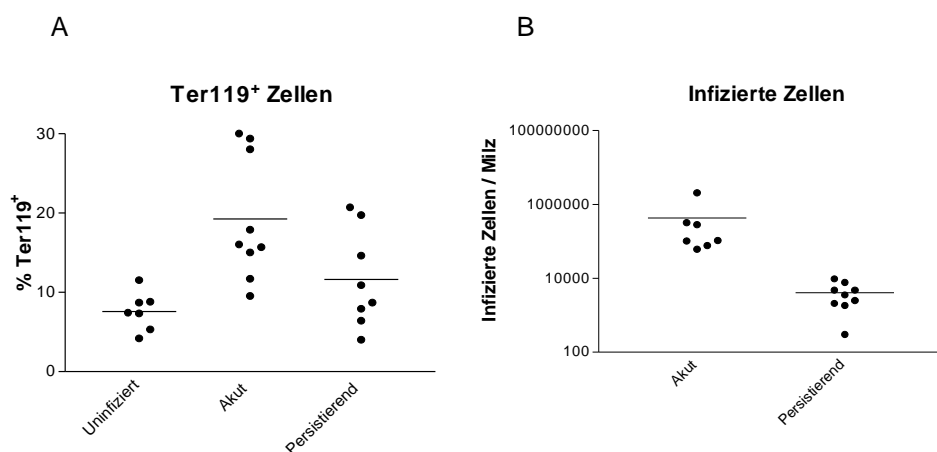 A
Ter119⁺ Zellen
% Ter119⁺
30
20
10
0
Uninfiziert
Akut
Persistierend
B
Infizierte Zellen
Infizierte Zellen / Milz
100000000
1000000
10000
100
Akut
Persistierend